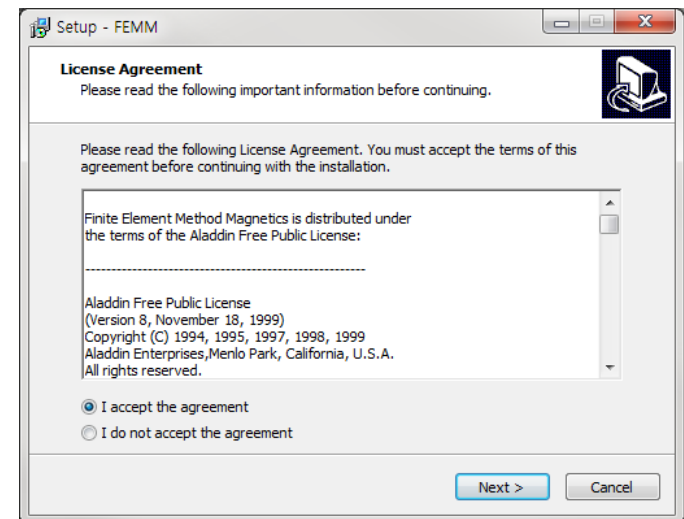 Setup - FEMM
License Agreement
Please read the following important information before continuing.
Please read the following License Agreement. You must accept the terms of this
agreement before continuing with the installation.
Finite Element Method Magnetics is distributed under
the terms of the Aladdin Free Public License:
------------------------------------------------------
Aladdin Free Public License
(Version 8, November 18, 1999)
Copyright (C) 1994, 1995, 1997, 1998, 1999
Aladdin Enterprises,Menlo Park, California, U.S.A.
All rights reserved.
I accept the agreement
I do not accept the agreement
Next >
Cancel